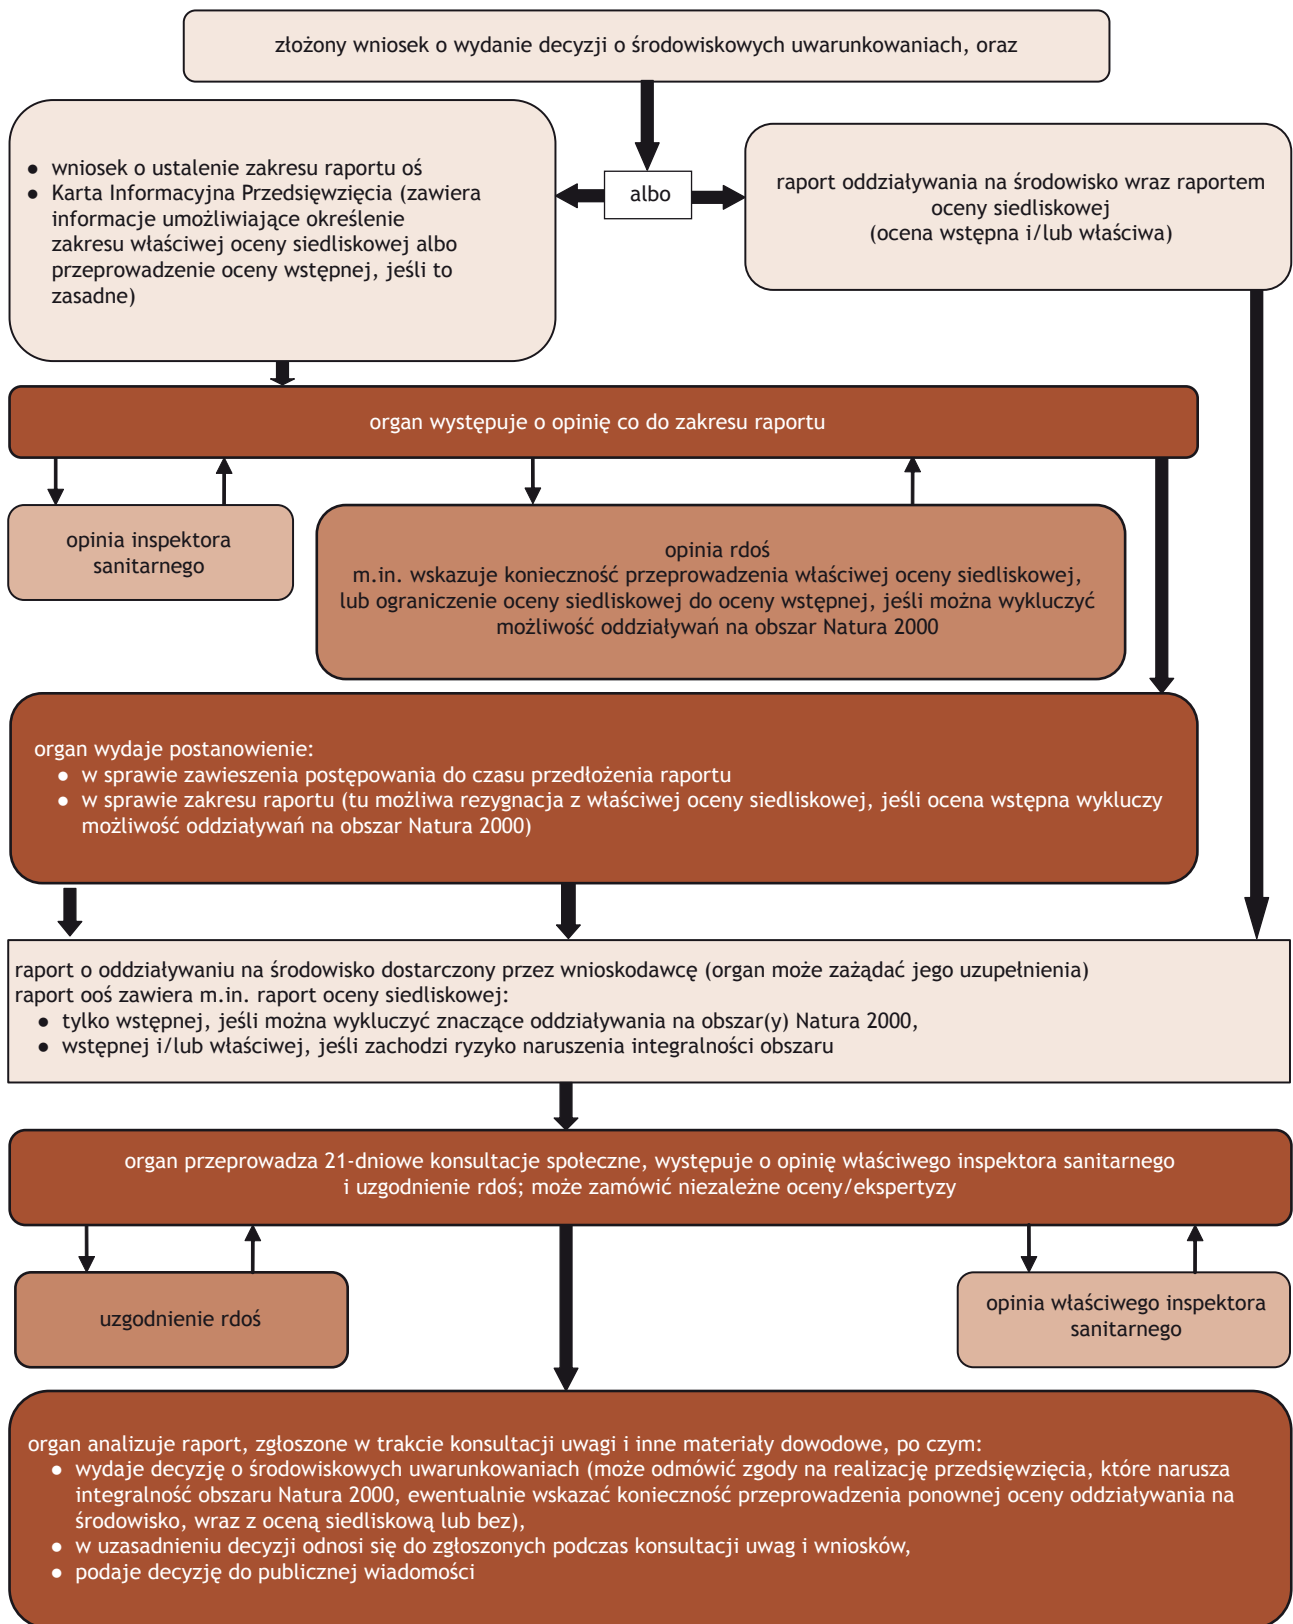 złożony wniosek o wydanie decyzji o środowiskowych uwarunkowaniach, oraz
● wniosek o ustalenie zakresu raportu oś
● Karta Informacyjna Przedsięwzięcia (zawiera
informacje umożliwiające określenie
zakresu właściwej oceny siedliskowej albo
przeprowadzenie oceny wstępnej, jeśli to
zasadne)
albo
raport oddziaływania na środowisko wraz raportem
oceny siedliskowej
(ocena wstępna i/lub właściwa)
organ występuje o opinię co do zakresu raportu
opinia inspektora
sanitarnego
opinia rdoś
m.in. wskazuje konieczność przeprowadzenia właściwej oceny siedliskowej,
lub ograniczenie oceny siedliskowej do oceny wstępnej, jeśli można wykluczyć
możliwość oddziaływań na obszar Natura 2000
organ wydaje postanowienie:
● w sprawie zawieszenia postępowania do czasu przedłożenia raportu
● w sprawie zakresu raportu (tu możliwa rezygnacja z właściwej oceny siedliskowej, jeśli ocena wstępna wykluczy
możliwość oddziaływań na obszar Natura 2000)
raport o oddziaływaniu na środowisko dostarczony przez wnioskodawcę (organ może zażądać jego uzupełnienia)
raport ooś zawiera m.in. raport oceny siedliskowej:
● tylko wstępnej, jeśli można wykluczyć znaczące oddziaływania na obszar(y) Natura 2000,
● wstępnej i/lub właściwej, jeśli zachodzi ryzyko naruszenia integralności obszaru
organ przeprowadza 21-dniowe konsultacje społeczne, występuje o opinię właściwego inspektora sanitarnego
i uzgodnienie rdoś; może zamówić niezależne oceny/ekspertyzy
uzgodnienie rdoś
opinia właściwego inspektora
sanitarnego
organ analizuje raport, zgłoszone w trakcie konsultacji uwagi i inne materiały dowodowe, po czym:
● wydaje decyzję o środowiskowych uwarunkowaniach (może odmówić zgody na realizację przedsięwzięcia, które narusza
integralność obszaru Natura 2000, ewentualnie wskazać konieczność przeprowadzenia ponownej oceny oddziaływania na
środowisko, wraz z oceną siedliskową lub bez),
● w uzasadnieniu decyzji odnosi się do zgłoszonych podczas konsultacji uwag i wniosków,
● podaje decyzję do publicznej wiadomości